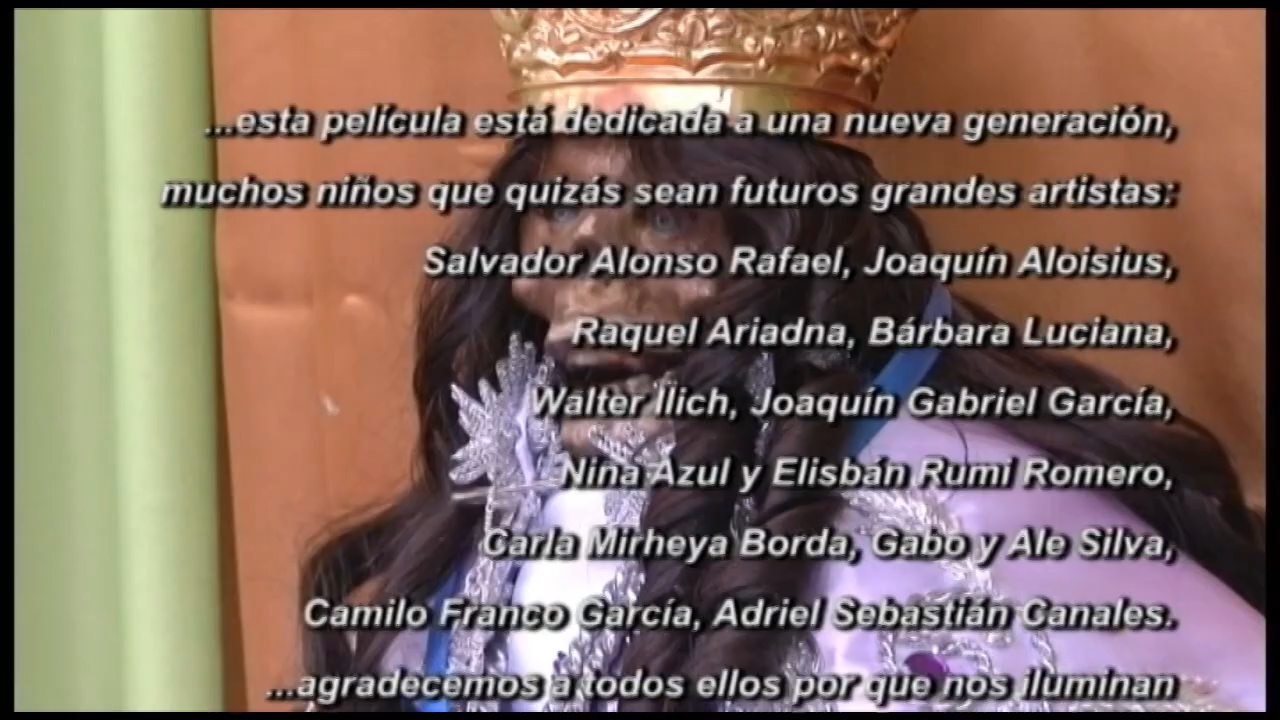 ...esta película está dedicada a una nueva generación,
muchos niños que quizás sean futuros grandes artistas:
Salvador Alonso Rafael, Joaquín Aloisius,
Raquel Ariadna, Bárbara Luciana,
Walter Ilich, Joaquín Gabriel García,
Nina Azul y Elisbán Rumi Romero,
Carla Mirheya Borda, Gabo y Ale Silva,
Camilo Franco García, Adriel Sebastián Canales.
...agradecemos a todos ellos por que nos iluminan